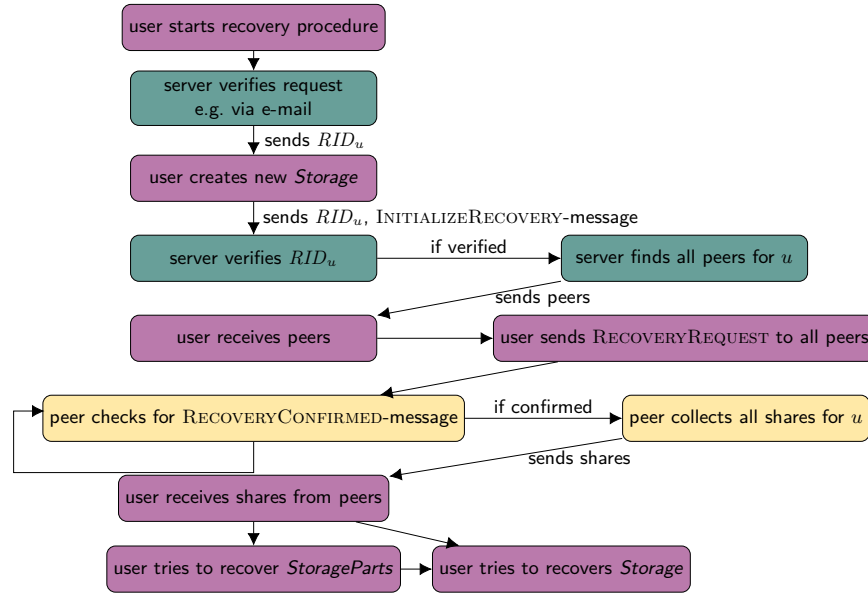 user starts recovery procedure
server verifies request
e.g. via e-mail
sends RIDᵤ
user creates new Storage
sends RIDᵤ, INITIALIZERECOVERY-message
server verifies RIDᵤ
if verified
server finds all peers for u
sends peers
user receives peers
user sends RECOVERYREQUEST to all peers
peer checks for RECOVERYCONFIRMED-message
if confirmed
peer collects all shares for u
sends shares
user receives shares from peers
user tries to recover StorageParts
user tries to recovers Storage